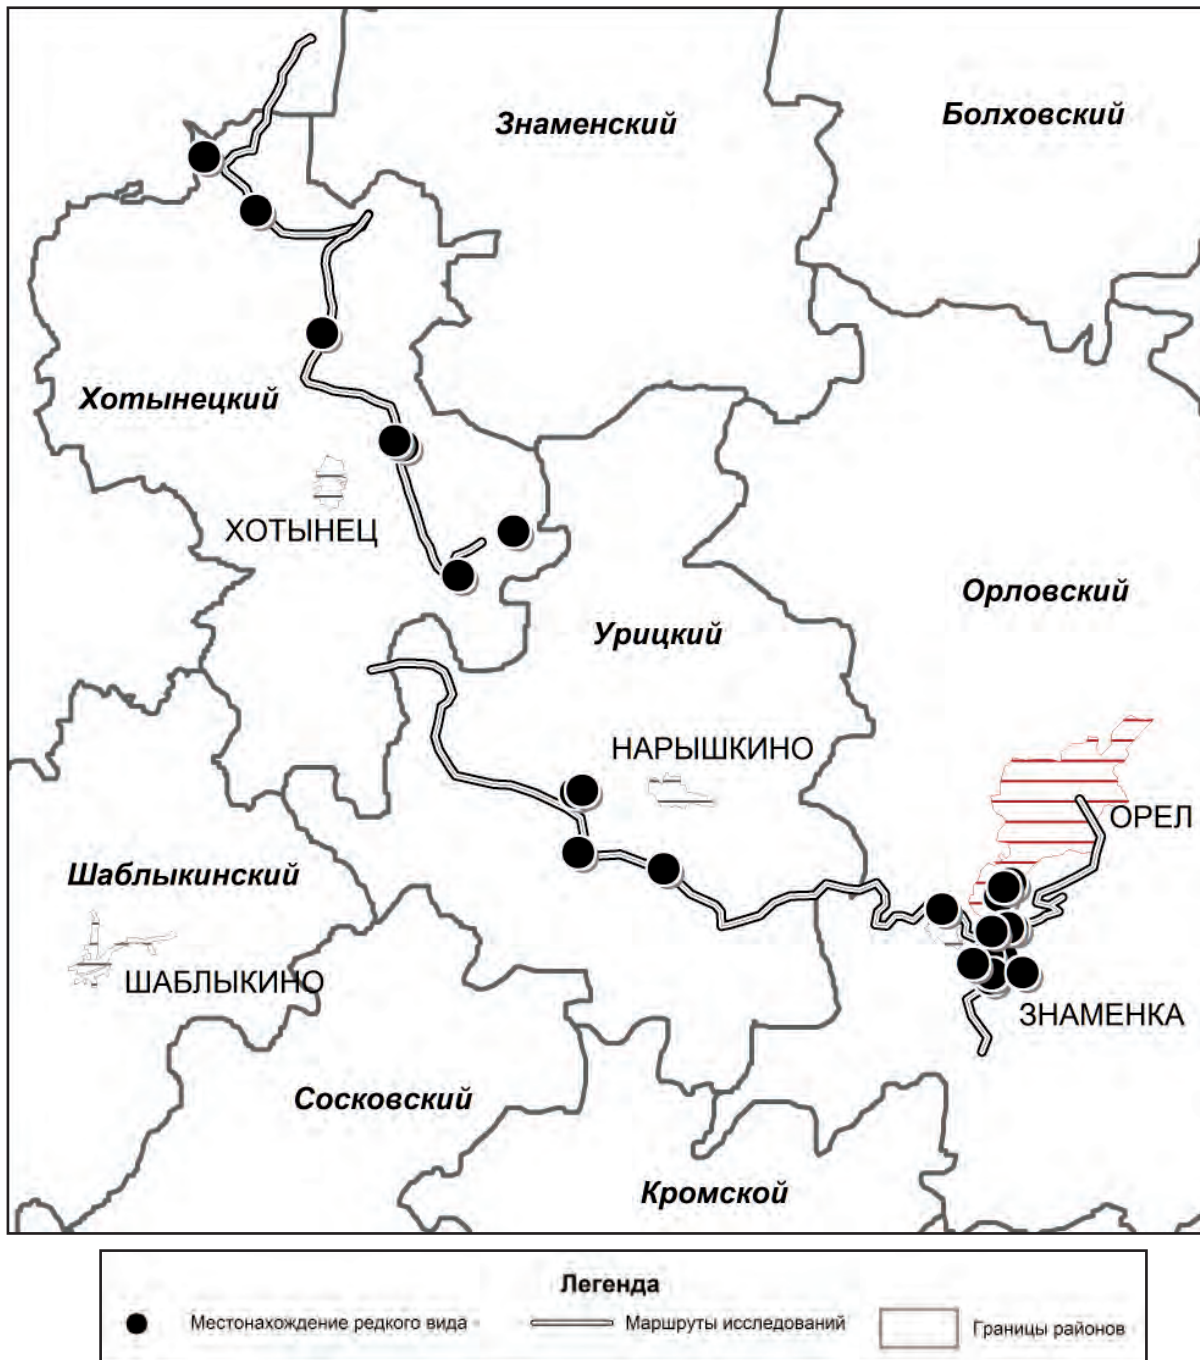 Знаменский
Болховский
Хотынецкий
ХОТЫНЕЦ
Орловский
Урицкий
НАРЫШКИНО
ОРЕЛ
Шаблыкинский
ШАБЛЫКИНО
ЗНАМЕНКА
Сосковский
Кромской
Легенда
Местонахождение редкого вида
Маршруты исследований
Границы районов